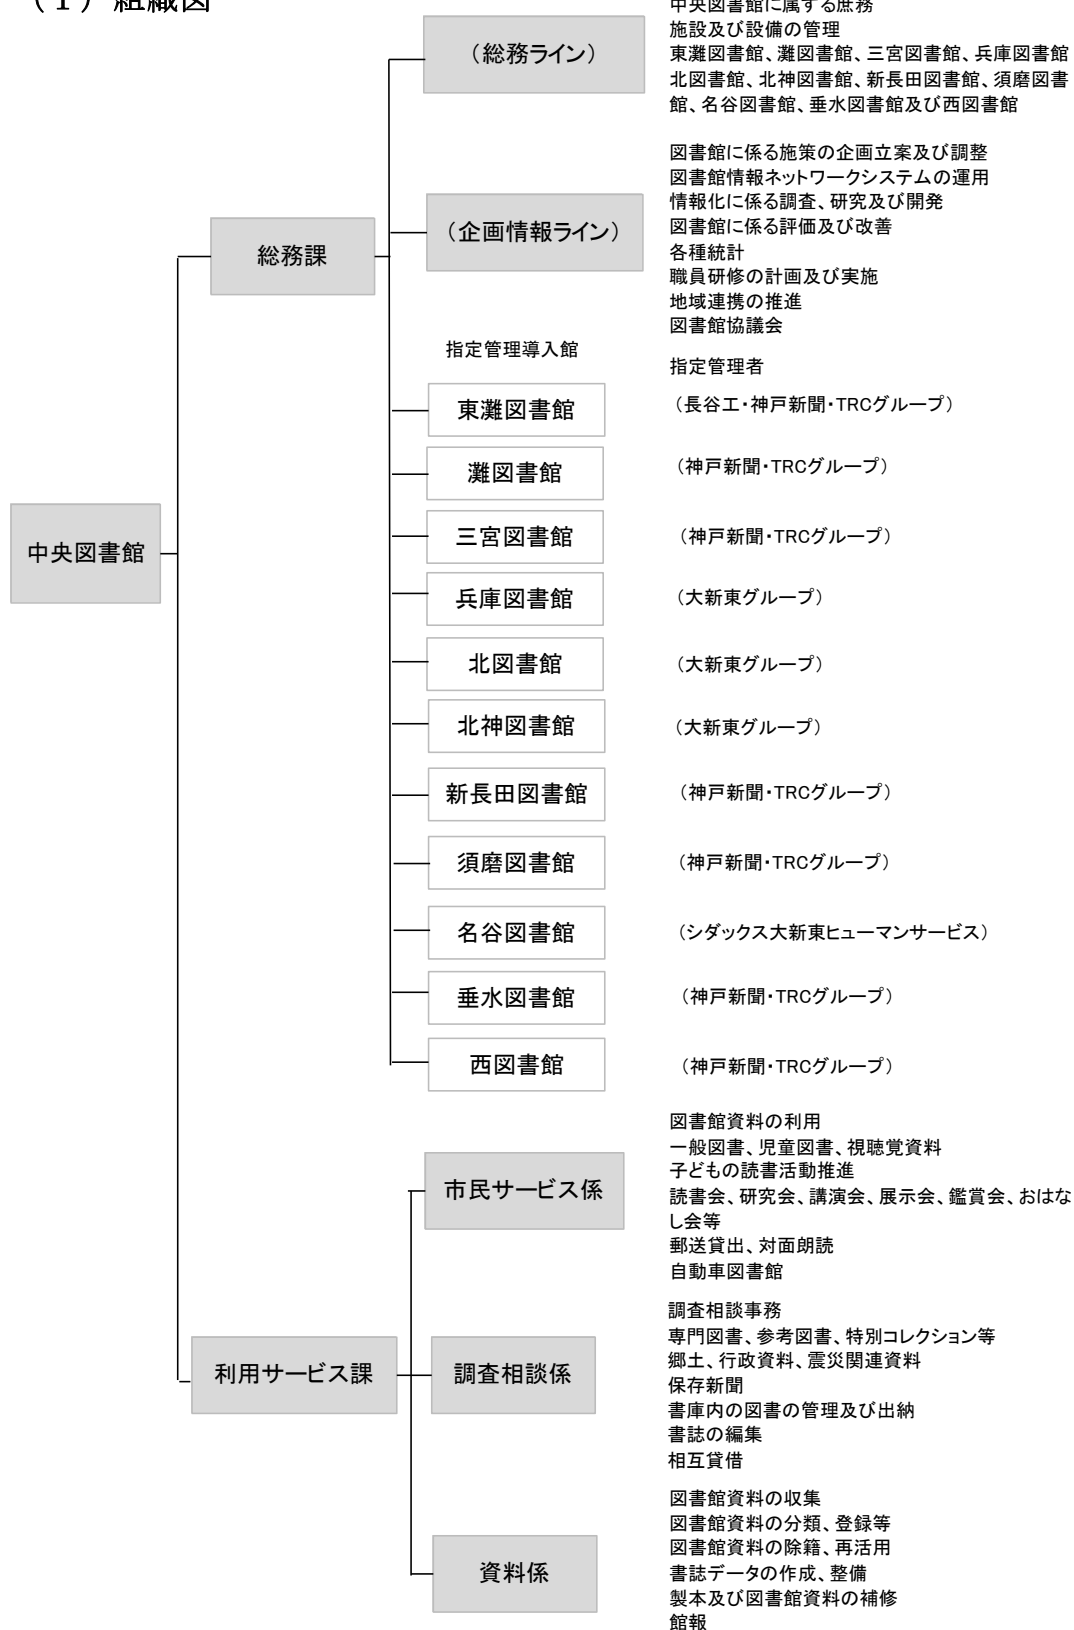 （１）組織図
中央図書館に属する庶務
（総務ライン）
施設及び設備の管理
東灘図書館、灘図書館、三宮図書館、兵庫図書館
北図書館、北神図書館、新長田図書館、須磨図書
館、名谷図書館、垂水図書館及び西図書館
図書館に係る施策の企画立案及び調整
図書館情報ネットワークシステムの運用
情報化に係る調査、研究及び開発
（企画情報ライン）
図書館に係る評価及び改善
総務課
各種統計
職員研修の計画及び実施
地域連携の推進
図書館協議会
指定管理導入館
指定管理者
東灘図書館
（長谷工・神戸新聞・TRCグループ）
灘図書館
（神戸新聞・TRCグループ）
三宮図書館
（神戸新聞・TRCグループ）
中央図書館
兵庫図書館
（大新東グループ）
北図書館
（大新東グループ）
北神図書館
（大新東グループ）
新長田図書館
（神戸新聞・TRCグループ）
須磨図書館
（神戸新聞・TRCグループ）
名谷図書館
（シダックス大新東ヒューマンサービス）
垂水図書館
（神戸新聞・TRCグループ）
西図書館
（神戸新聞・TRCグループ）
図書館資料の利用
一般図書、児童図書、視聴覚資料
子どもの読書活動推進
市民サービス係
読書会、研究会、講演会、展示会、鑑賞会、おはな
し会等
郵送貸出、対面朗読
自動車図書館
調査相談事務
専門図書、参考図書、特別コレクション等
郷土、行政資料、震災関連資料
利用サービス課
調査相談係
保存新聞
書庫内の図書の管理及び出納
書誌の編集
相互貸借
図書館資料の収集
図書館資料の分類、登録等
図書館資料の除籍、再活用
資料係
書誌データの作成、整備
製本及び図書館資料の補修
館報